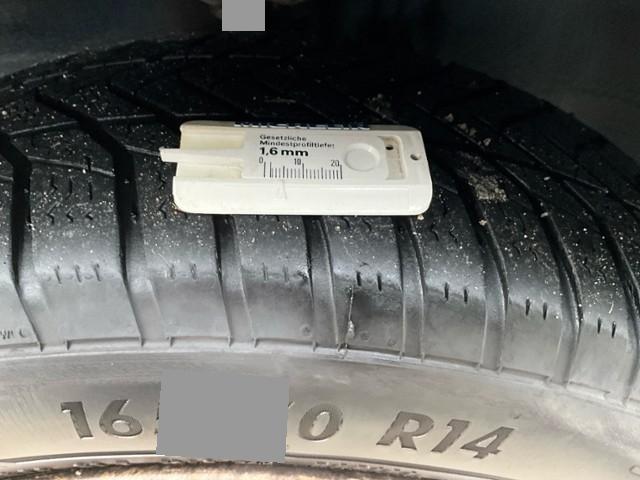 Gesetzliche
Mindestprofiltiefe:
1,6 mm
0 10 20
16 0 R14